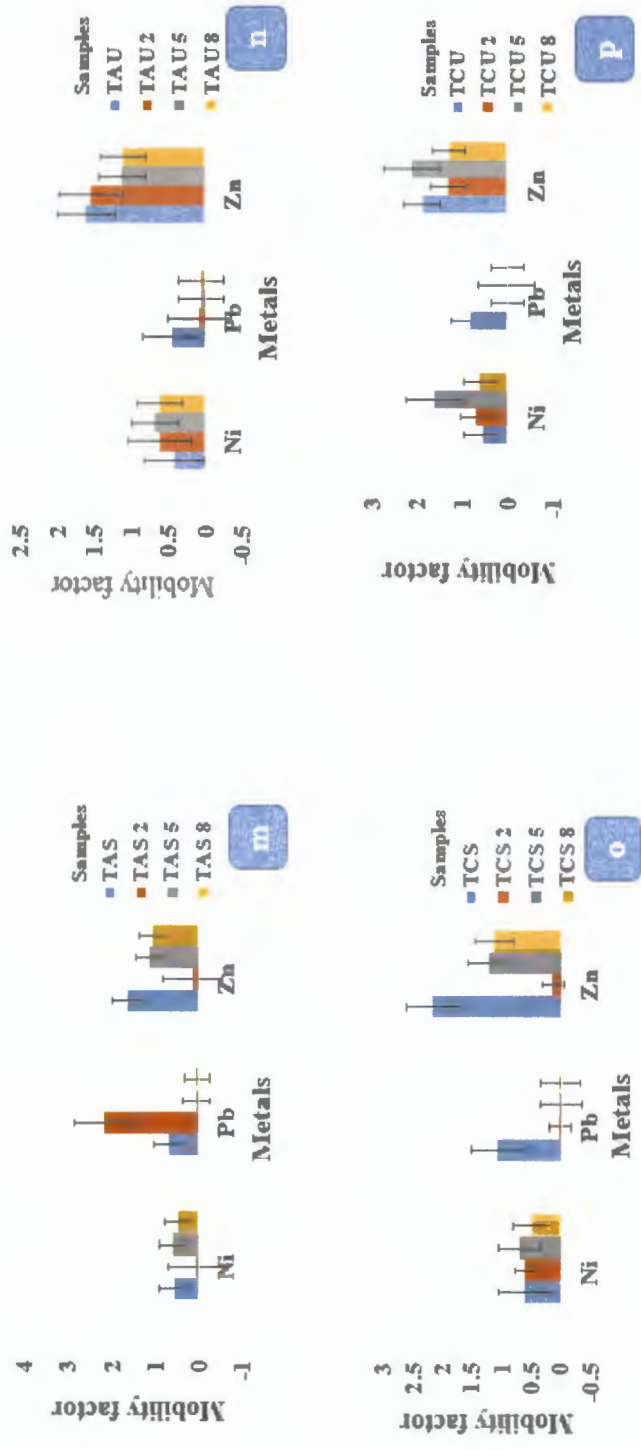 4
3
2
1
0
-1
Mobility factor
Ni
Pb
Zn
Metals
Samples
TAS
TAS 2
TAS 5
TAS 8
m
2.5
2
1.5
1
0.5
0
-0.5
Mobility factor
Ni
Pb
Zn
Metals
Samples
TAU
TAU 2
TAU 5
TAU 8
n
3
2.5
2
1.5
1
0.5
0
-0.5
Mobility factor
Ni
Pb
Zn
Metals
Samples
TCS
TCS 2
TCS 5
TCS 8
o
3
2
1
0
-1
Mobility factor
Ni
Pb
Zn
Metals
Samples
TCU
TCU 2
TCU 5
TCU 8
p